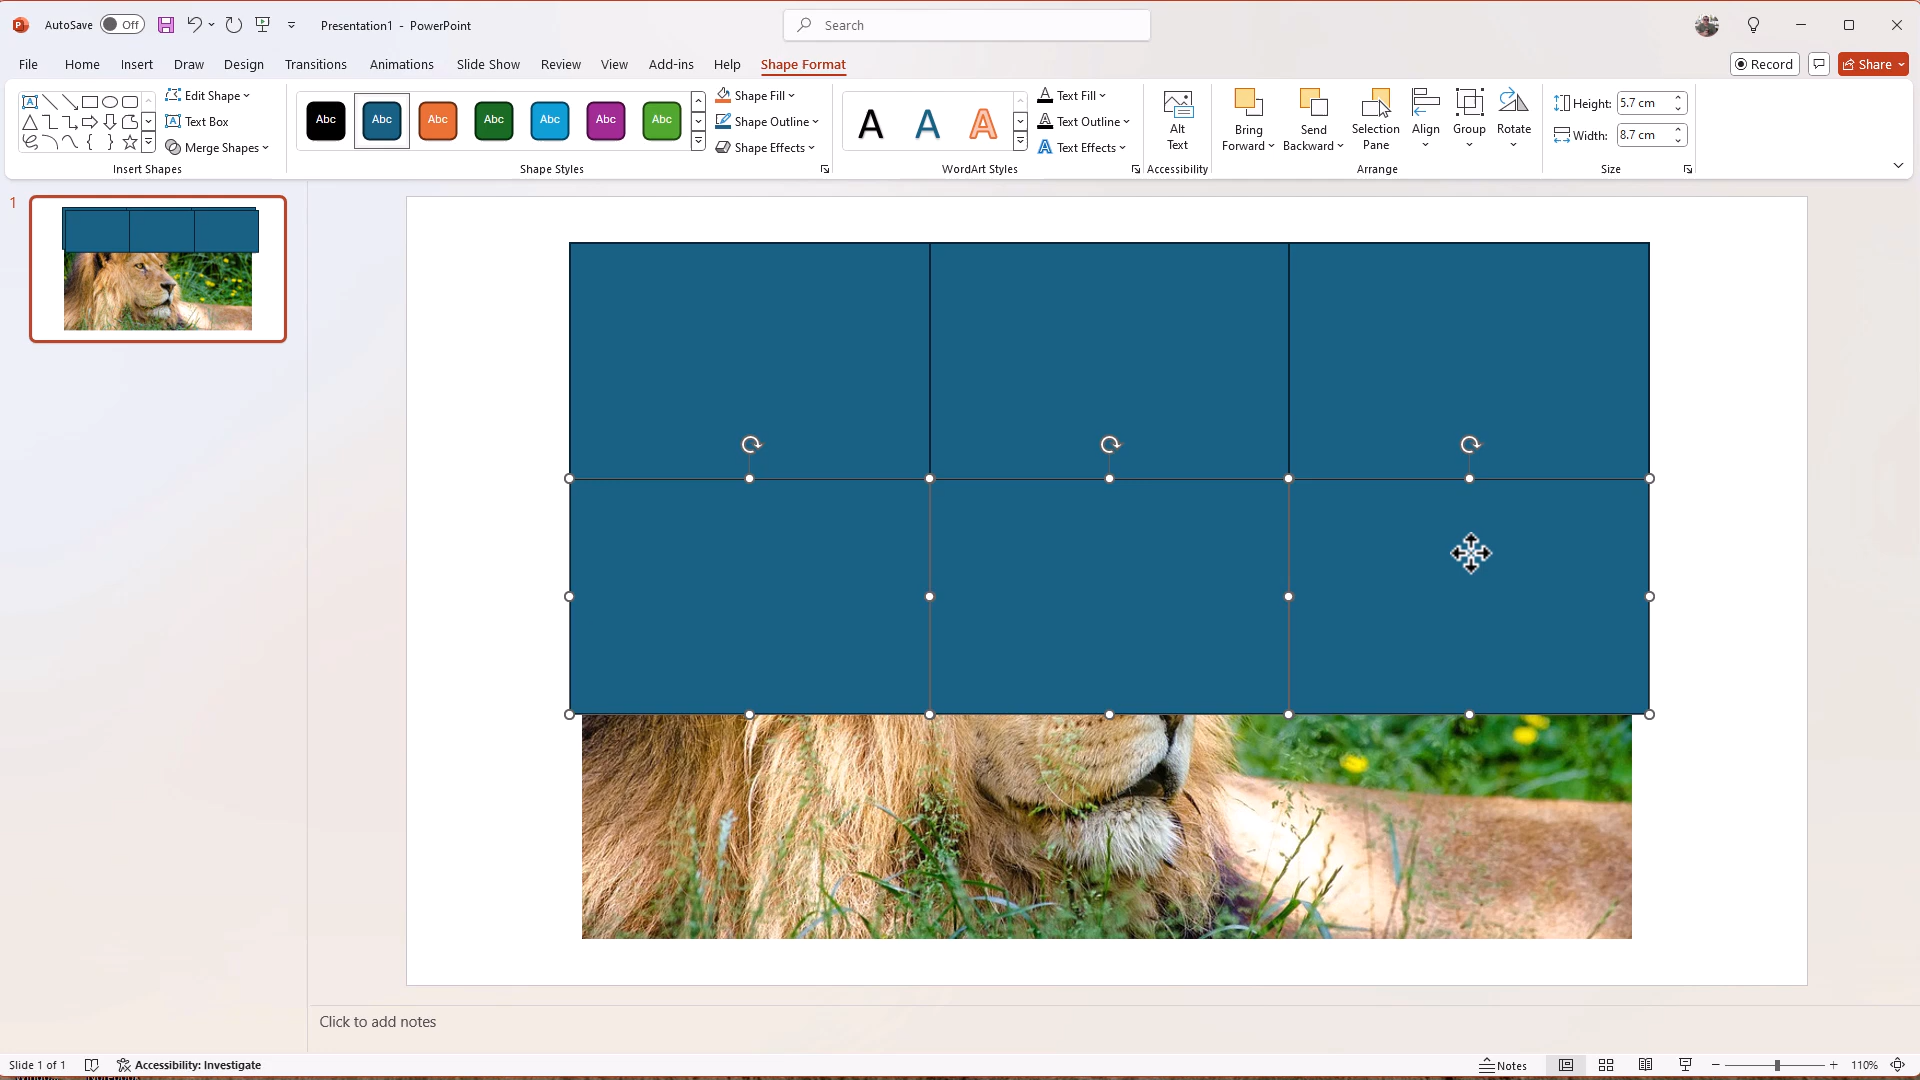 AutoSave Off Presentation1 - PowerPoint Search
File Home Insert Draw Design Transitions Animations Slide Show Review View Add-ins Help Shape Format Record Share
Edit Shape
Text Box
Merge Shapes
Insert Shapes
Abc Abc Abc Abc Abc Abc Abc
Shape Fill
Shape Outline
Shape Effects
Shape Styles
A A A
Text Fill
Text Outline
Text Effects
WordArt Styles
Alt
Text
Accessibility
Bring
Forward
Send
Backward
Selection
Pane
Align
Group
Rotate
Arrange
Height: 5.7 cm
Width: 8.7 cm
Size
1
Click to add notes
Slide 1 of 1 Accessibility: Investigate Notes 110%